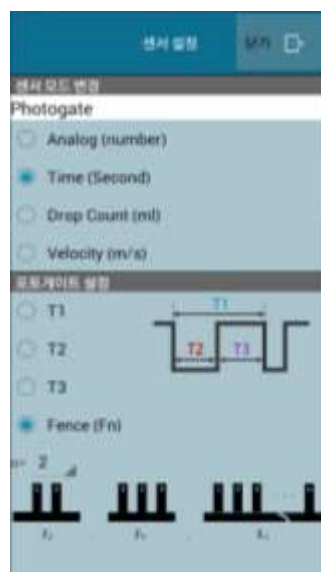 센서 설정
닫기
센서 모드 변경
Photogate
Analog (number)
Time (Second)
Drop Count (ml)
Velocity (m/s)
포토게이트 설정
T1
T1
T2
T2
T3
T3
Fence (Fn)
n= 2